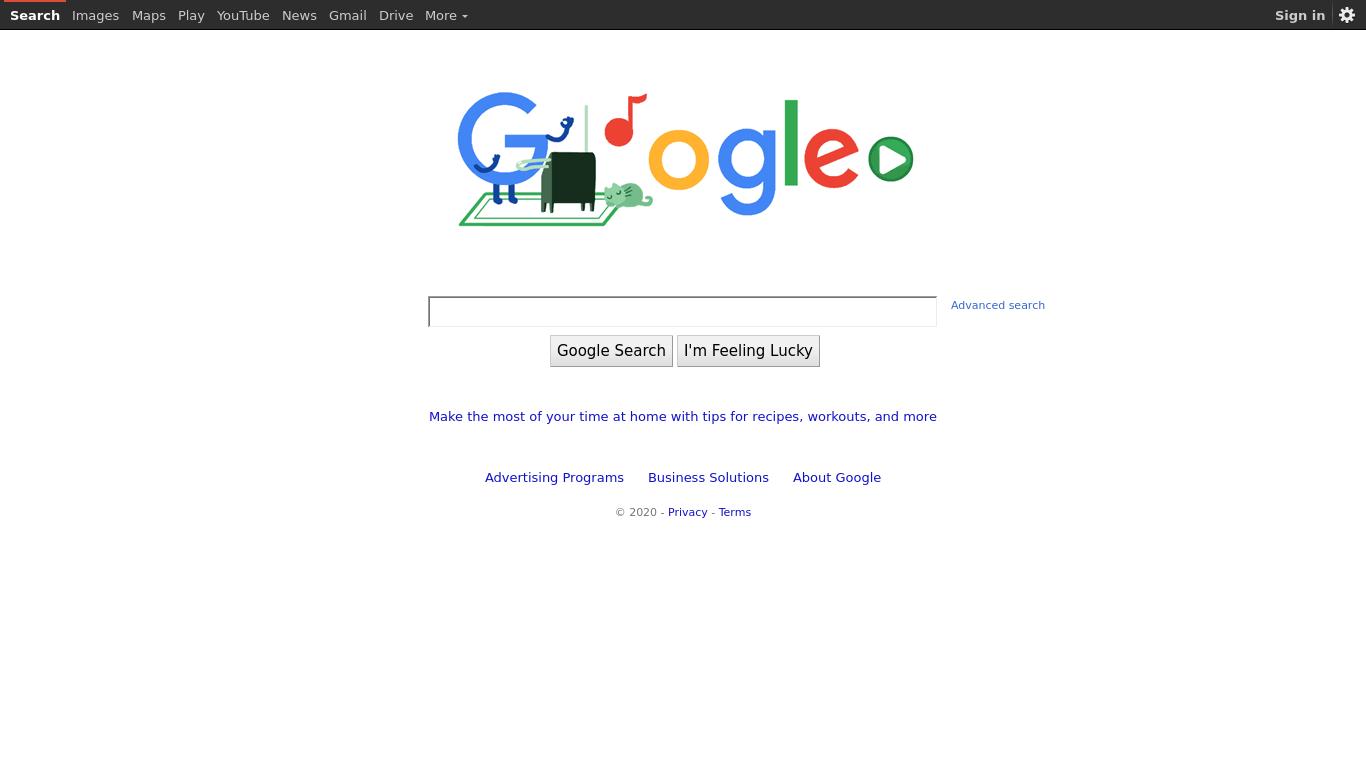 Search Images Maps Play YouTube News Gmail Drive More Sign in
Google
Advanced search
Google Search I'm Feeling Lucky
Make the most of your time at home with tips for recipes, workouts, and more
Advertising Programs Business Solutions About Google
© 2020 - Privacy - Terms